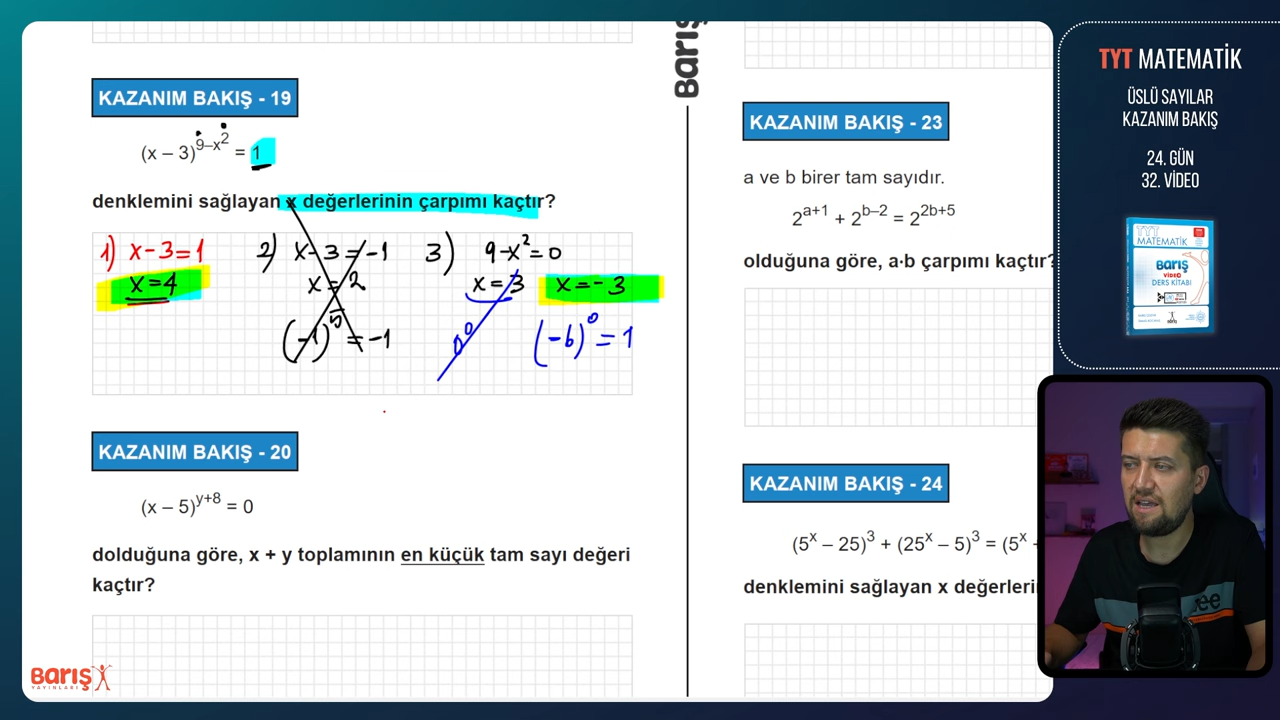 KAZANIM BAKIŞ - 19
(x – 3)^{9–x^2} = 1
denklemini sağlayan x değerlerinin çarpımı kaçtır?
1) x-3=1
x=4
2) x-3=-1
x=2
(-1)^5=-1
3) 9-x²=0
x=3 x=-3
0^0 (-6)^0=1
KAZANIM BAKIŞ - 20
(x – 5)^{y+8} = 0
dolduğuna göre, x + y toplamının en küçük tam sayı değeri
kaçtır?
BARIŞ
YAYINLARI
Barış
KAZANIM BAKIŞ - 23
a ve b birer tam sayıdır.
2^{a+1} + 2^{b–2} = 2^{2b+5}
olduğuna göre, a·b çarpımı kaçtır?
KAZANIM BAKIŞ - 24
(5^x – 25)^3 + (25^x – 5)^3 = (5^x
denklemini sağlayan x değerleri
TYT MATEMATİK
ÜSLÜ SAYILAR
KAZANIM BAKIŞ
24. GÜN
32. VİDEO
TYT
MATEMATİK
BARIŞ
VİDEO
DERS KİTABI